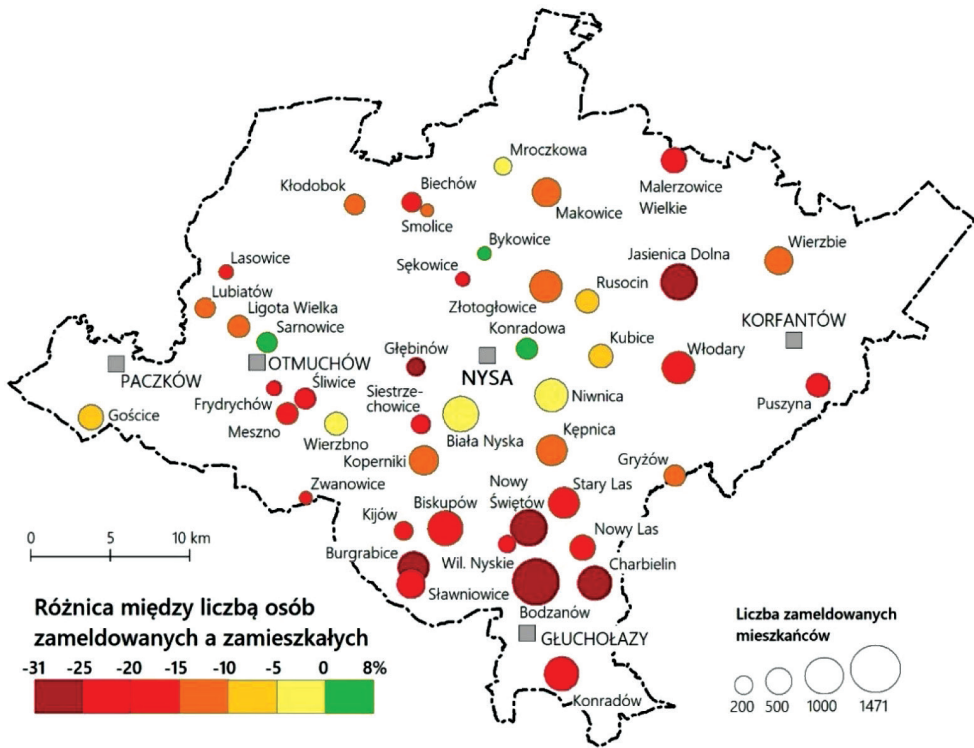 Mroczkowa
Kłodobok
Biechów
Smolice
Makowice
Malerzowice
Wielkie
Bykowice
Sękowice
Jasienica Dolna
Wierzbie
Lasowice
Lubiatów
Ligota Wielka
Sarnowice
Złotogłowice
Rusocin
Konradowa
Kubice
KORFANTÓW
Głębinów
NYSA
Włodary
PACZKÓW
OTMUCHÓW
Śliwice
Siestrze-
chowice
Frydrychów
Meszno
Gościce
Wierzbno
Biała Nyska
Niwnica
Puszyna
Koperniki
Kępnica
Gryżów
Zwanowice
Nowy
Świętów
Stary Las
Kijów
Biskupów
Nowy Las
Burgrabice
Wil. Nyskie
Charbielin
Sławniowice
Bodzanów
GŁUCHOŁAZY
Konradów
0 10 km
Różnica między liczbą osób
zameldowanych a zamieszkałych
-31 -25 -20 -15 -10 -5 0 8%
Liczba zameldowanych
mieszkańców
200 500 1000 1471